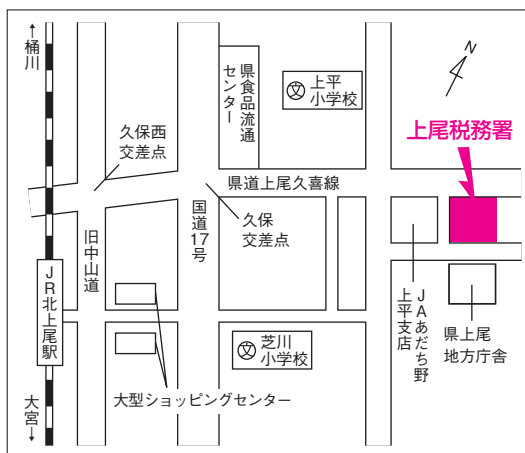 ←桶川
県食品流通
センター
文
上平
小学校
N
上尾税務署
久保西
交差点
県道上尾久喜線
旧中山道
国道17号
久保
交差点
JR北上尾駅
JAあだち野
上平支店
県上尾
地方庁舎
文
芝川
小学校
大型ショッピングセンター
大宮→